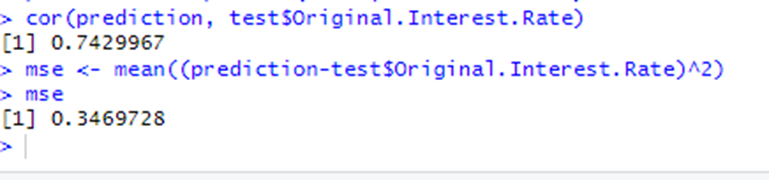 > cor(prediction, test$Original.Interest.Rate)
[1] 0.7429967
> mse <- mean((prediction-test$Original.Interest.Rate)^2)
> mse
[1] 0.3469728
>